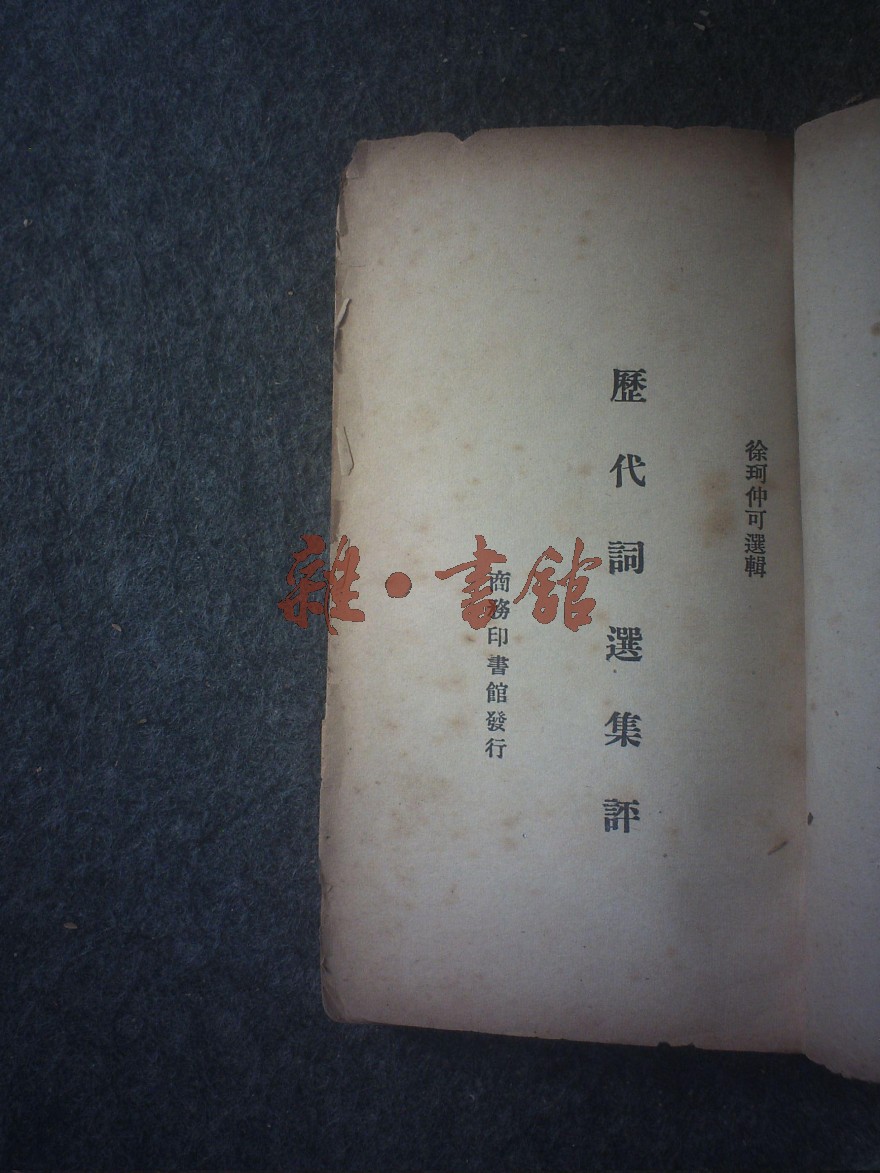 徐珂仲可選輯
歷代詞選集評
商務印書館發行
雜·書館